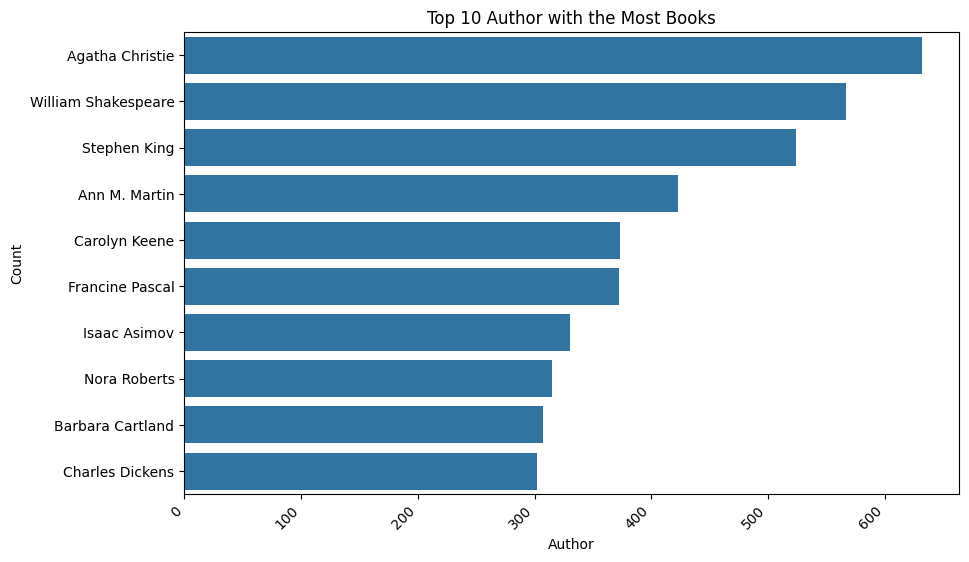 Top 10 Author with the Most Books
Agatha Christie
William Shakespeare
Stephen King
Ann M. Martin
Carolyn Keene
Francine Pascal
Isaac Asimov
Nora Roberts
Barbara Cartland
Charles Dickens
Count
0
100
200
300
400
500
600
Author